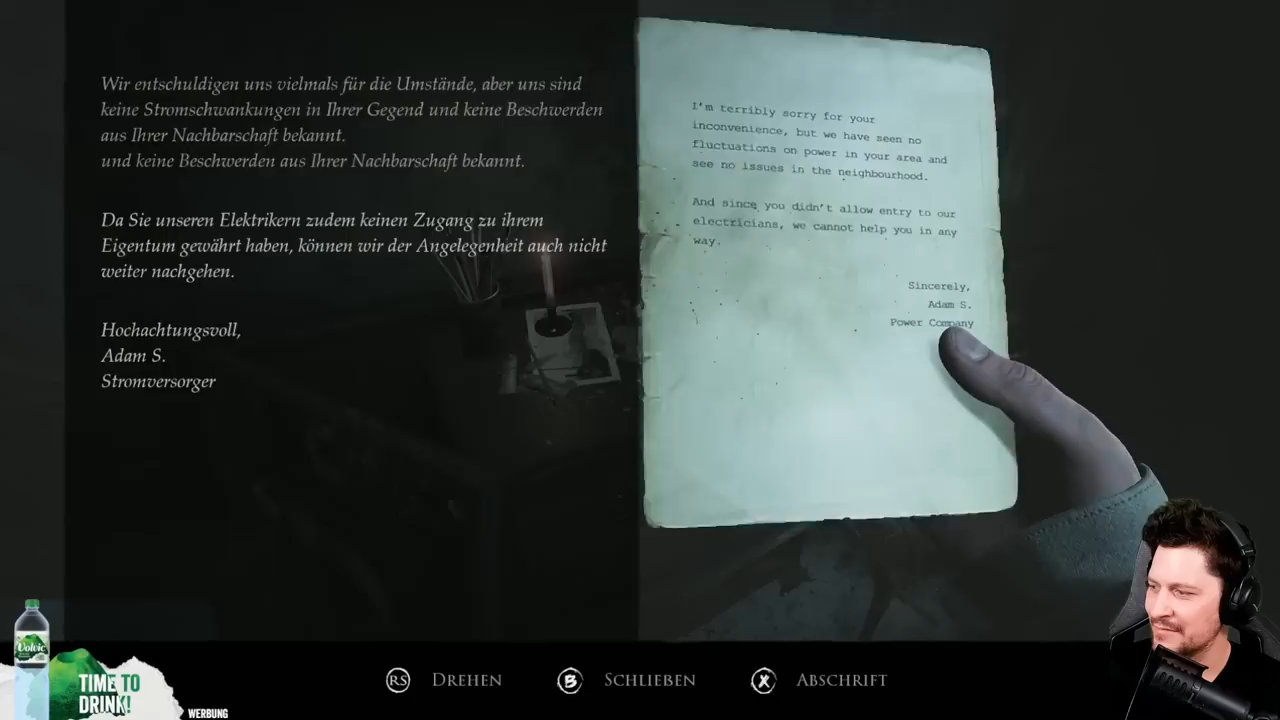 Wir entschuldigen uns vielmals für die Umstände, aber uns sind
keine Stromschwankungen in Ihrer Gegend und keine Beschwerden
aus Ihrer Nachbarschaft bekannt.
und keine Beschwerden aus Ihrer Nachbarschaft bekannt.
Da Sie unseren Elektrikern zudem keinen Zugang zu ihrem
Eigentum gewährt haben, können wir der Angelegenheit auch nicht
weiter nachgehen.
Hochachtungsvoll,
Adam S.
Stromversorger
I'm terribly sorry for your
inconvenience, but we have seen no
fluctuations on power in your area and
see no issues in the neighbourhood.
And since you didn't allow entry to our
electricians, we cannot help you in any
way.
Sincerely,
Adam S.
Power Company
Volvic
TIME TO
DRINK!
WERBUNG
RS DREHEN B SCHLIEßEN X ABSCHRIFT